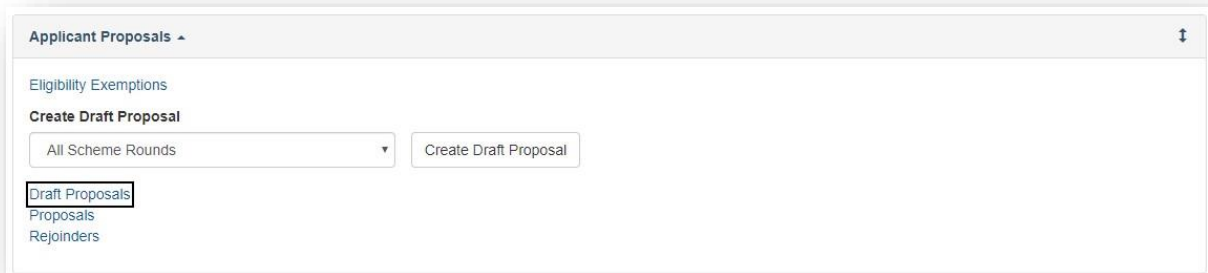 Applicant Proposals
Eligibility Exemptions
Create Draft Proposal
All Scheme Rounds Create Draft Proposal
Draft Proposals
Proposals
Rejoinders